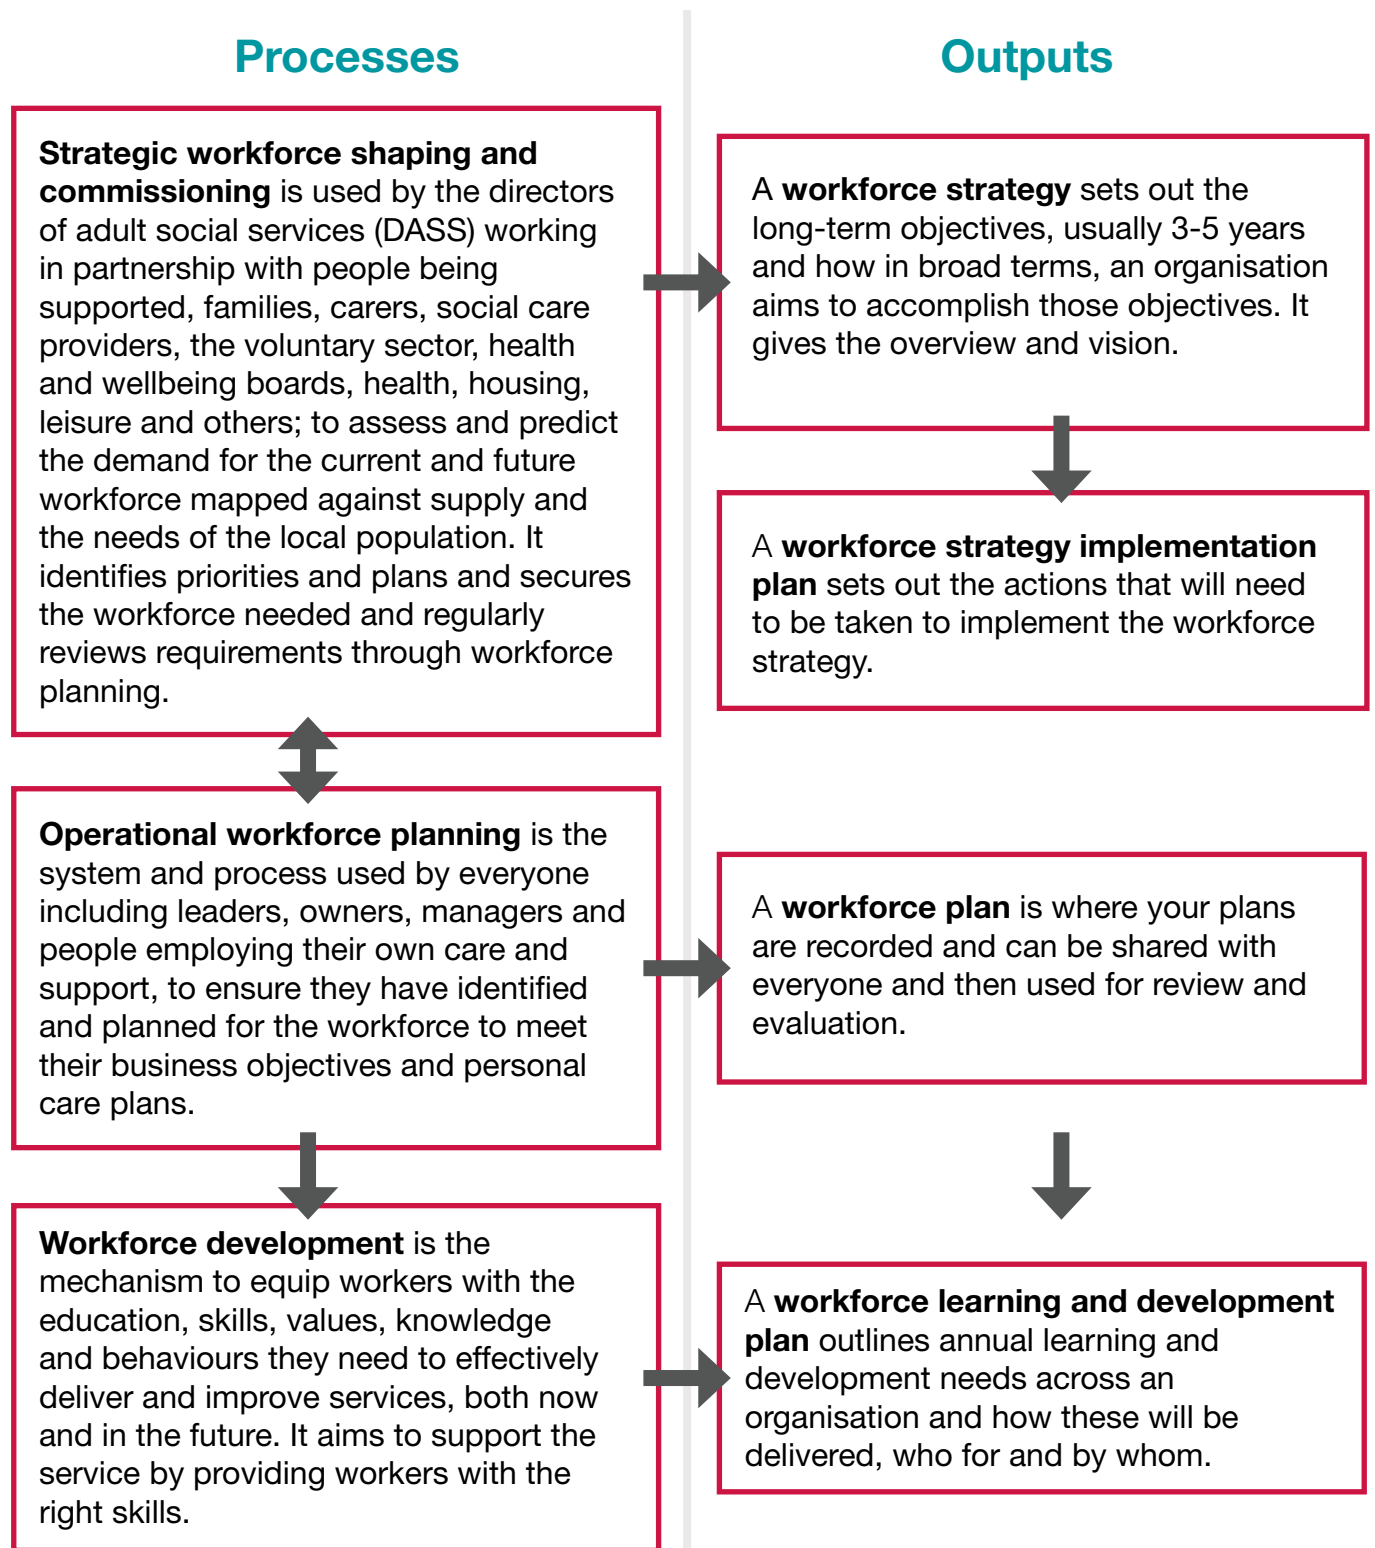 Processes
Strategic workforce shaping and
commissioning is used by the directors
of adult social services (DASS) working
in partnership with people being
supported, families, carers, social care
providers, the voluntary sector, health
and wellbeing boards, health, housing,
leisure and others; to assess and predict
the demand for the current and future
workforce mapped against supply and
the needs of the local population. It
identifies priorities and plans and secures
the workforce needed and regularly
reviews requirements through workforce
planning.
Operational workforce planning is the
system and process used by everyone
including leaders, owners, managers and
people employing their own care and
support, to ensure they have identified
and planned for the workforce to meet
their business objectives and personal
care plans.
Workforce development is the
mechanism to equip workers with the
education, skills, values, knowledge
and behaviours they need to effectively
deliver and improve services, both now
and in the future. It aims to support the
service by providing workers with the
right skills.
Outputs
A workforce strategy sets out the
long-term objectives, usually 3-5 years
and how in broad terms, an organisation
aims to accomplish those objectives. It
gives the overview and vision.
A workforce strategy implementation
plan sets out the actions that will need
to be taken to implement the workforce
strategy.
A workforce plan is where your plans
are recorded and can be shared with
everyone and then used for review and
evaluation.
A workforce learning and development
plan outlines annual learning and
development needs across an
organisation and how these will be
delivered, who for and by whom.